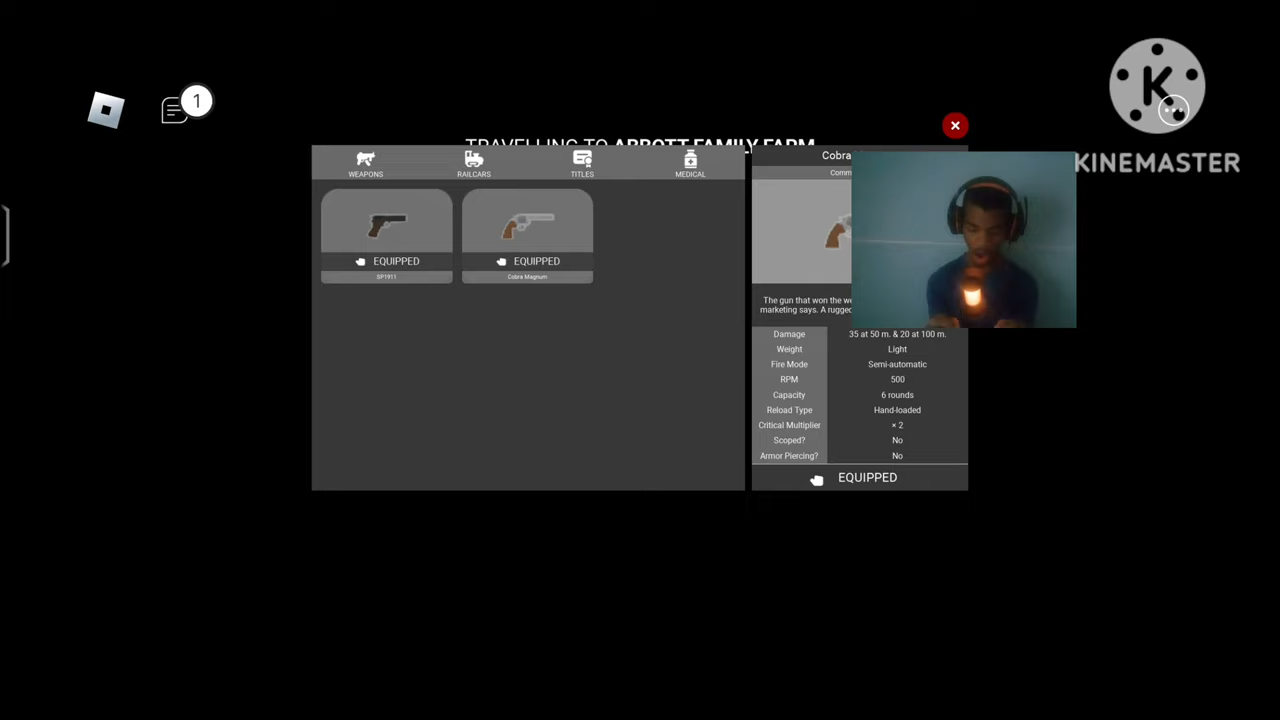 1
KINEMASTER
TRAVELLING TO ABBOTT FAMILY FARM
WEAPONS
RAILCARS
TITLES
MEDICAL
EQUIPPED
SP1911
EQUIPPED
Cobra Magnum
Cobra
The gun that won the
marketing says. A rugged
Damage 35 at 50 m. & 20 at 100 m.
Weight Light
Fire Mode Semi-automatic
RPM 500
Capacity 6 rounds
Reload Type Hand-loaded
Critical Multiplier × 2
Scoped? No
Armor Piercing? No
EQUIPPED